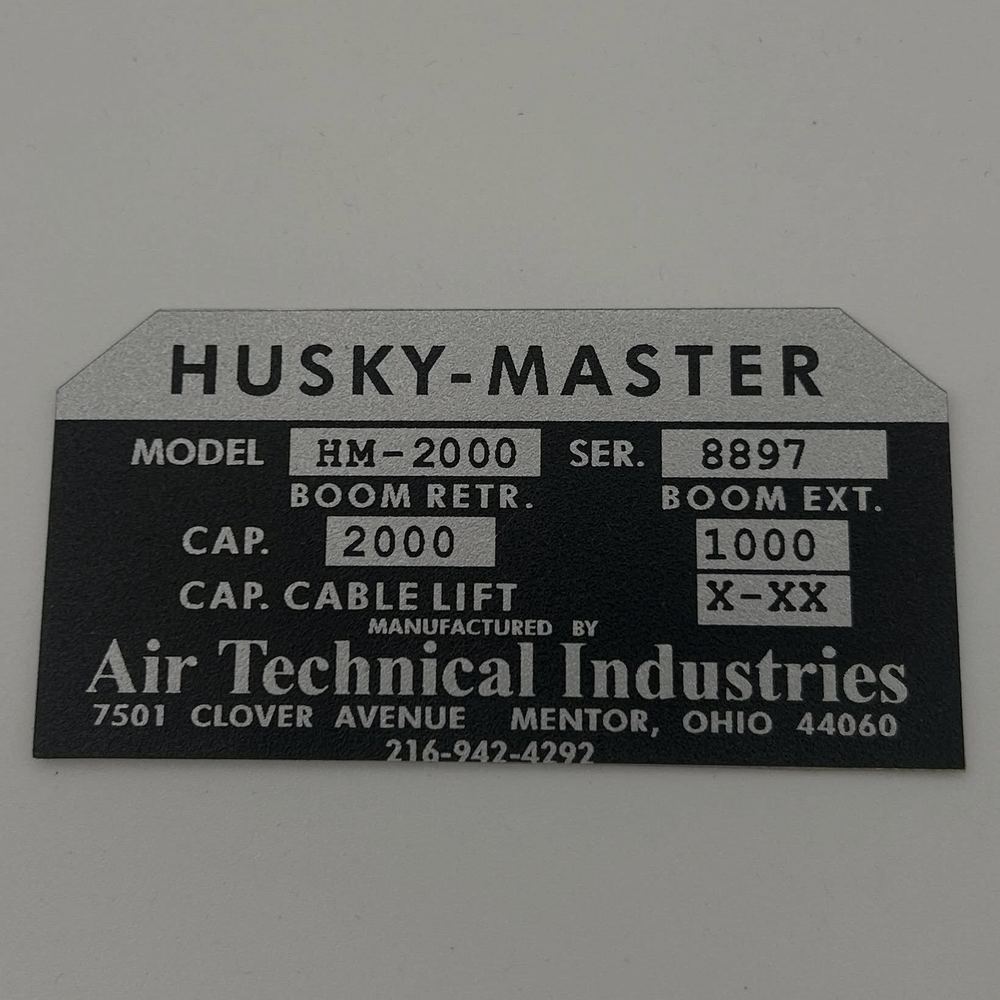 HUSKY-MASTER
MODEL HM-2000 SER. 8897
BOOM RETR. BOOM EXT.
CAP. 2000 1000
CAP. CABLE LIFT X-XX
MANUFACTURED BY
Air Technical Industries
7501 CLOVER AVENUE MENTOR, OHIO 44060
216-942-4292